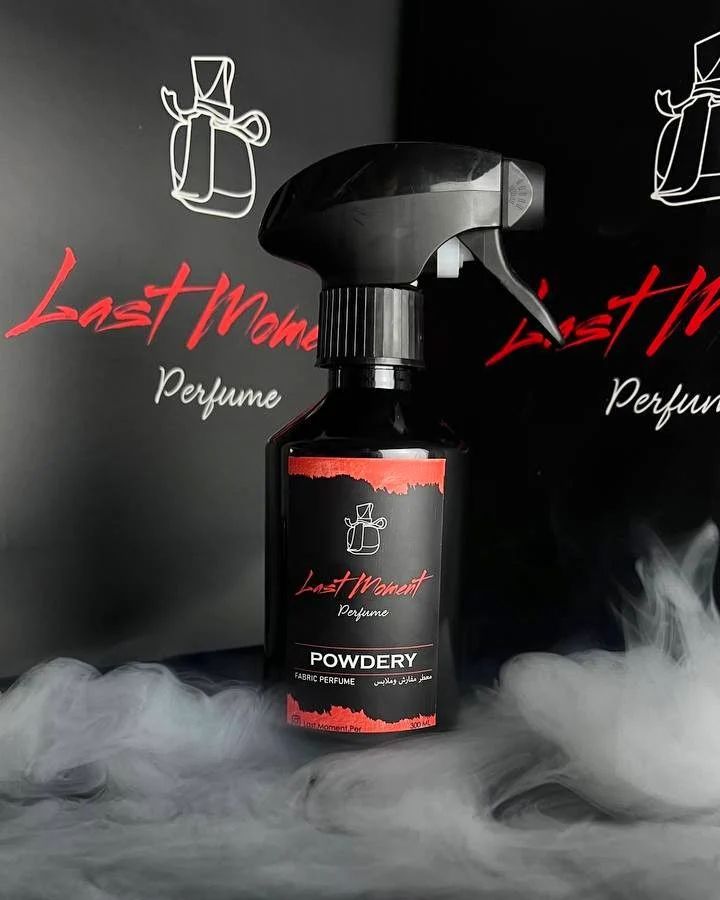 Last Mome
Perfume
Last M
Perfum
Last Moment
Perfume
POWDERY
FABRIC PERFUME معطر مفارش وملابس
Last.Moment.Per 300 ML